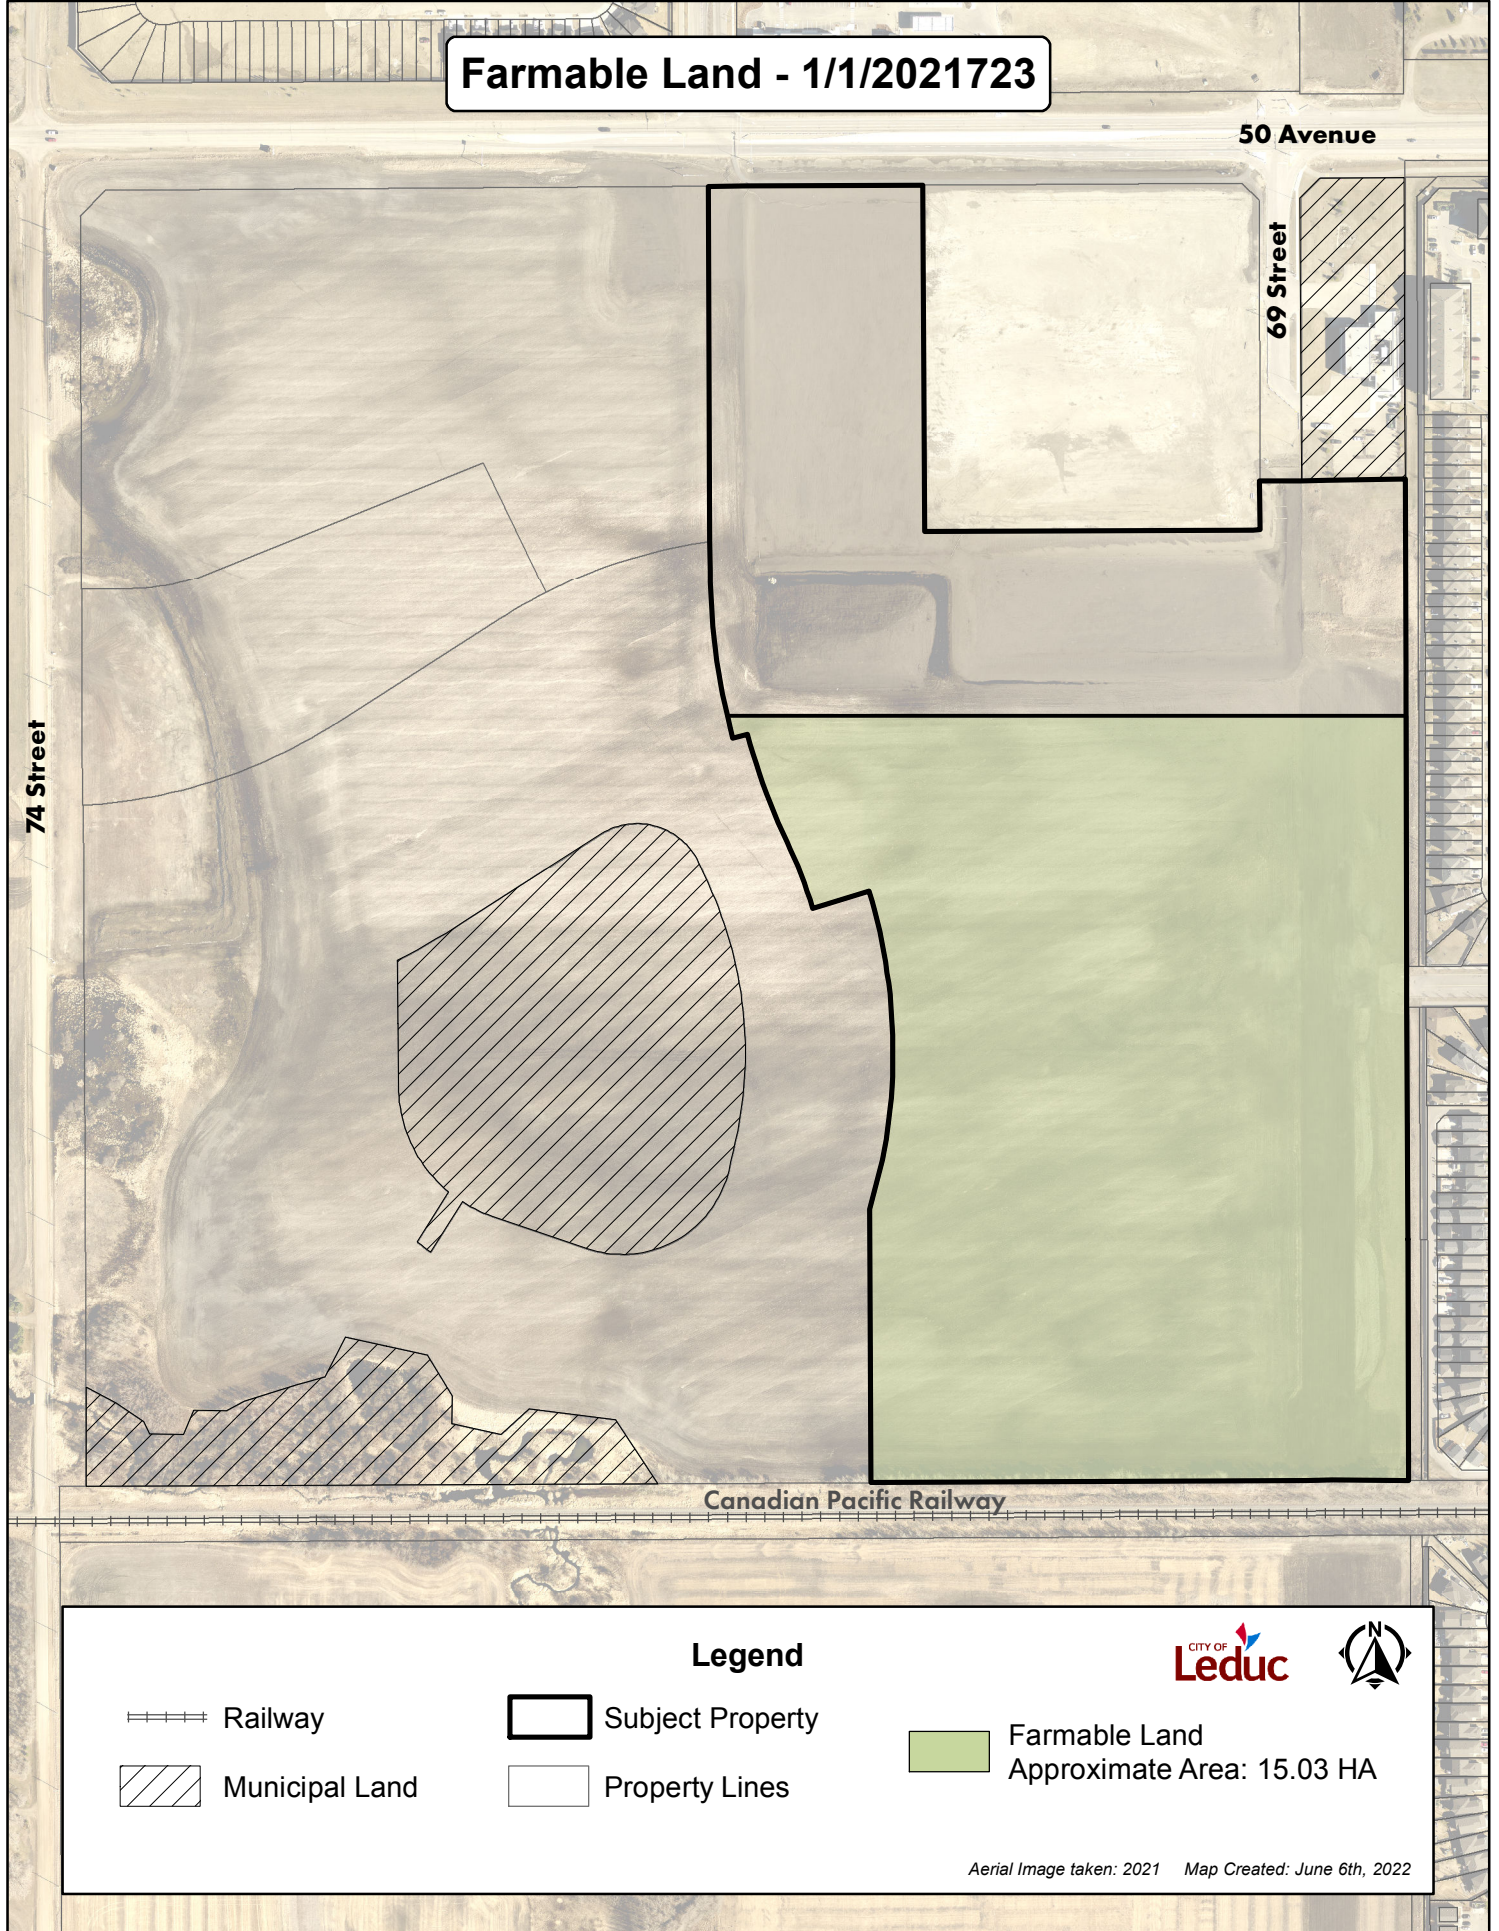 Farmable Land - 1/1/2021723
50 Avenue
69 Street
74 Street
Canadian Pacific Railway
Legend
CITY OF
Leduc
N
Railway
Subject Property
Farmable Land
Approximate Area: 15.03 HA
Municipal Land
Property Lines
Aerial Image taken: 2021 Map Created: June 6th, 2022